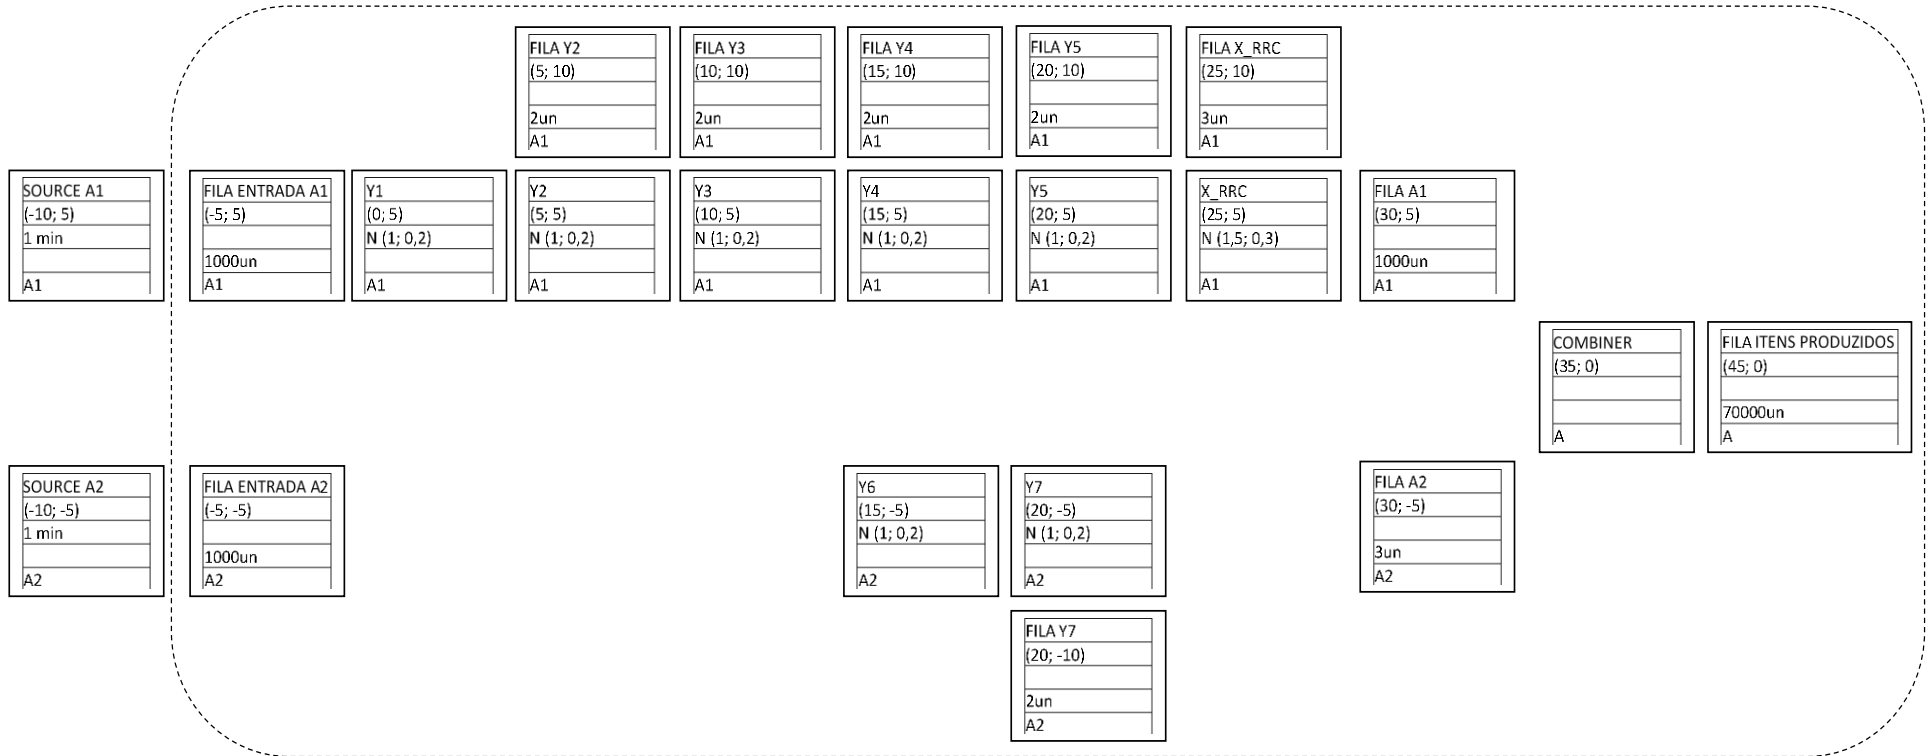 FILA Y2
(5; 10)
2un
A1
FILA Y3
(10; 10)
2un
A1
FILA Y4
(15; 10)
2un
A1
FILA Y5
(20; 10)
2un
A1
FILA X_RRC
(25; 10)
3un
A1
SOURCE A1
(-10; 5)
1 min
A1
FILA ENTRADA A1
(-5; 5)
1000un
A1
Y1
(0; 5)
N (1; 0,2)
A1
Y2
(5; 5)
N (1; 0,2)
A1
Y3
(10; 5)
N (1; 0,2)
A1
Y4
(15; 5)
N (1; 0,2)
A1
Y5
(20; 5)
N (1; 0,2)
A1
X_RRC
(25; 5)
N (1,5; 0,3)
A1
FILA A1
(30; 5)
1000un
A1
COMBINER
(35; 0)
A
FILA ITENS PRODUZIDOS
(45; 0)
70000un
A
SOURCE A2
(-10; -5)
1 min
A2
FILA ENTRADA A2
(-5; -5)
1000un
A2
Y6
(15; -5)
N (1; 0,2)
A2
Y7
(20; -5)
N (1; 0,2)
A2
FILA A2
(30; -5)
3un
A2
FILA Y7
(20; -10)
2un
A2